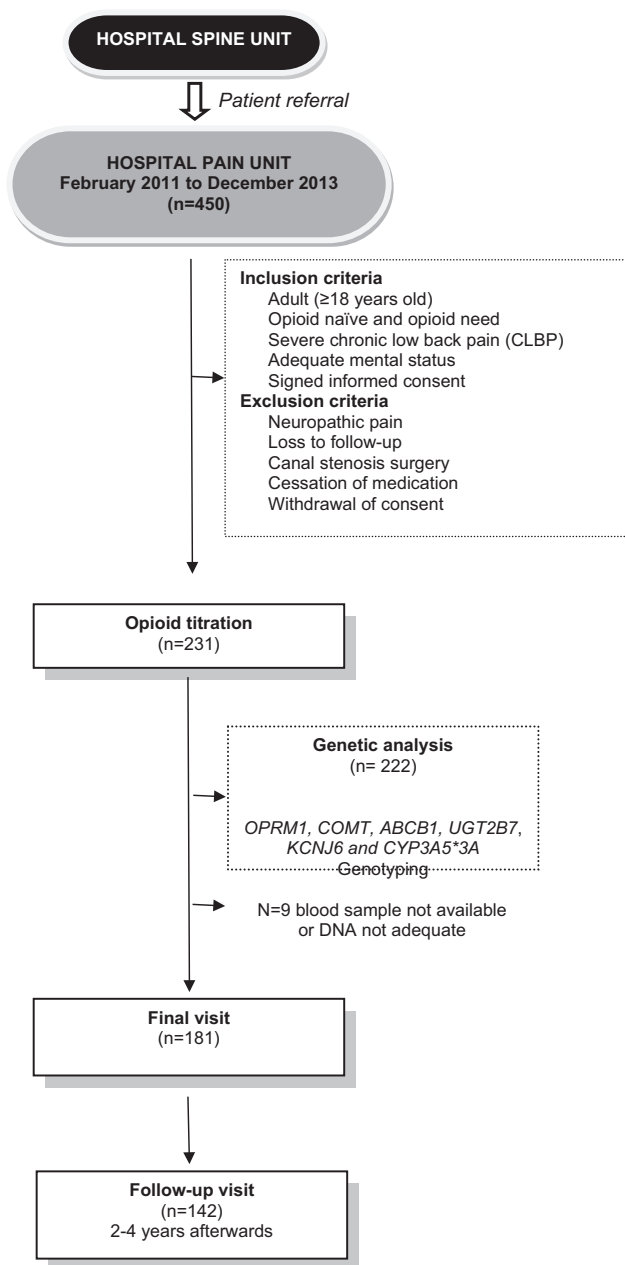 HOSPITAL SPINE UNIT
Patient referral
HOSPITAL PAIN UNIT
February 2011 to December 2013
(n=450)
Inclusion criteria
Adult (≥18 years old)
Opioid naïve and opioid need
Severe chronic low back pain (CLBP)
Adequate mental status
Signed informed consent
Exclusion criteria
Neuropathic pain
Loss to follow-up
Canal stenosis surgery
Cessation of medication
Withdrawal of consent
Opioid titration
(n=231)
Genetic analysis
(n= 222)
OPRM1, COMT, ABCB1, UGT2B7,
KCNJ6 and CYP3A5*3A
Genotyping
N=9 blood sample not available
or DNA not adequate
Final visit
(n=181)
Follow-up visit
(n=142)
2-4 years afterwards